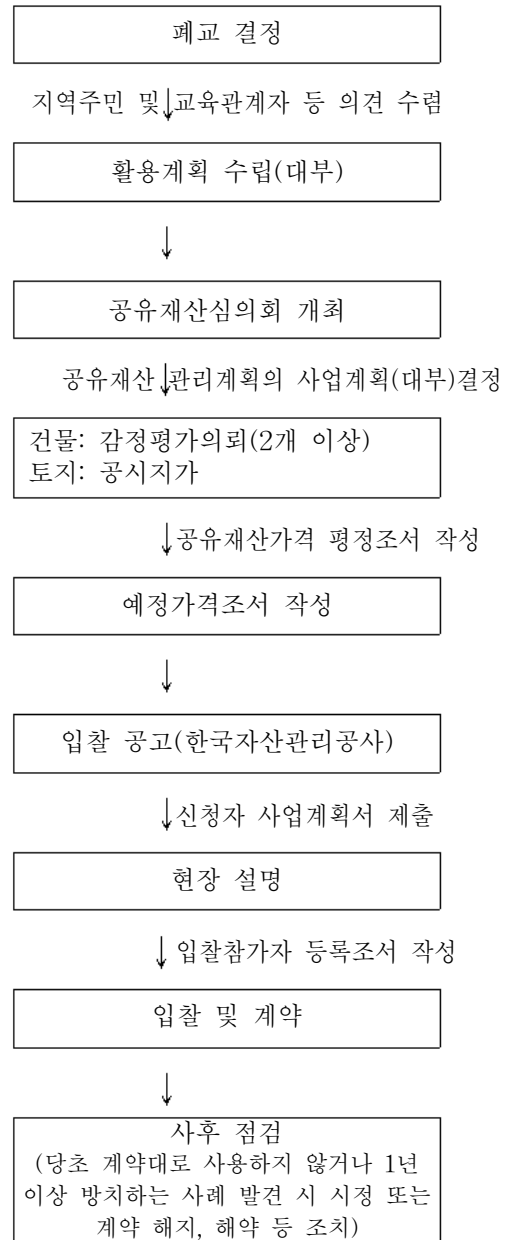 폐교 결정
지역주민 및 교육관계자 등 의견 수렴
활용계획 수립(대부)
공유재산심의회 개최
공유재산 관리계획의 사업계획(대부)결정
건물: 감정평가의뢰(2개 이상)
토지: 공시지가
공유재산가격 평정조서 작성
예정가격조서 작성
입찰 공고(한국자산관리공사)
신청자 사업계획서 제출
현장 설명
입찰참가자 등록조서 작성
입찰 및 계약
사후 점검
(당초 계약대로 사용하지 않거나 1년
이상 방치하는 사례 발견 시 시정 또는
계약 해지, 해약 등 조치)